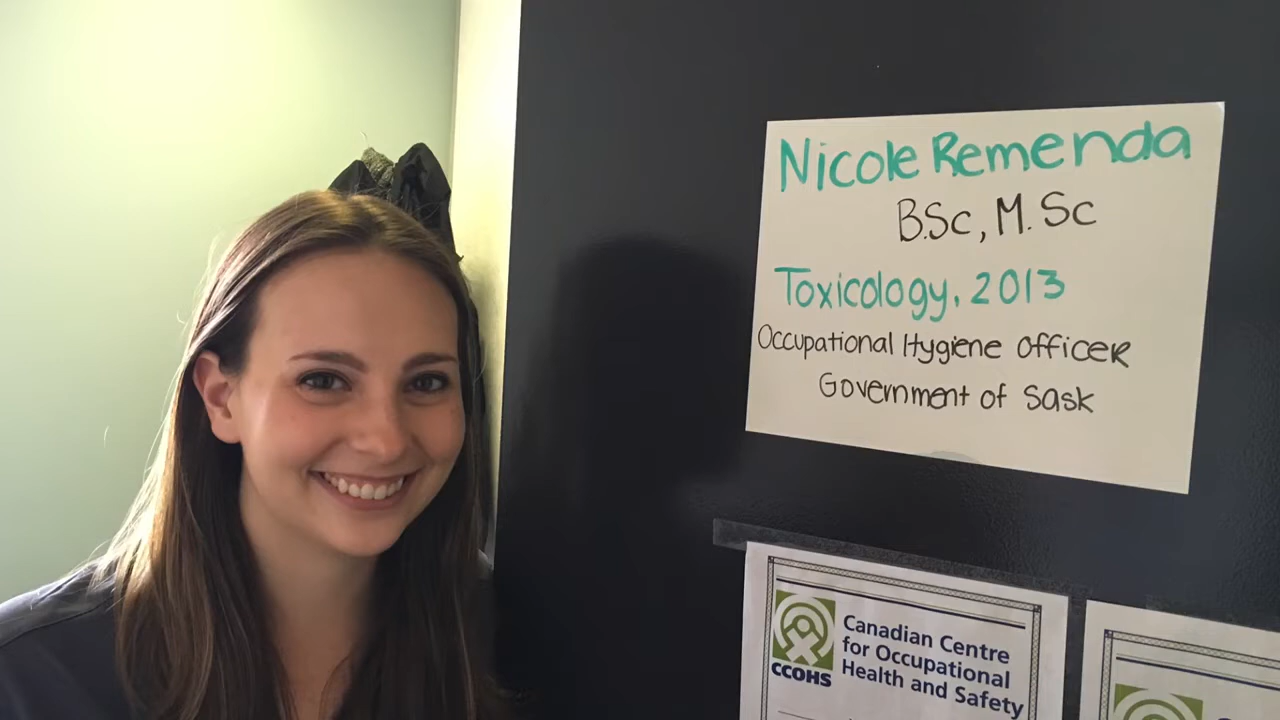 Nicole Remenda
B.Sc, M.Sc
Toxicology, 2013
Occupational Hygiene Officer
Government of Sask
Canadian Centre
for Occupational
Health and Safety
CCOHS